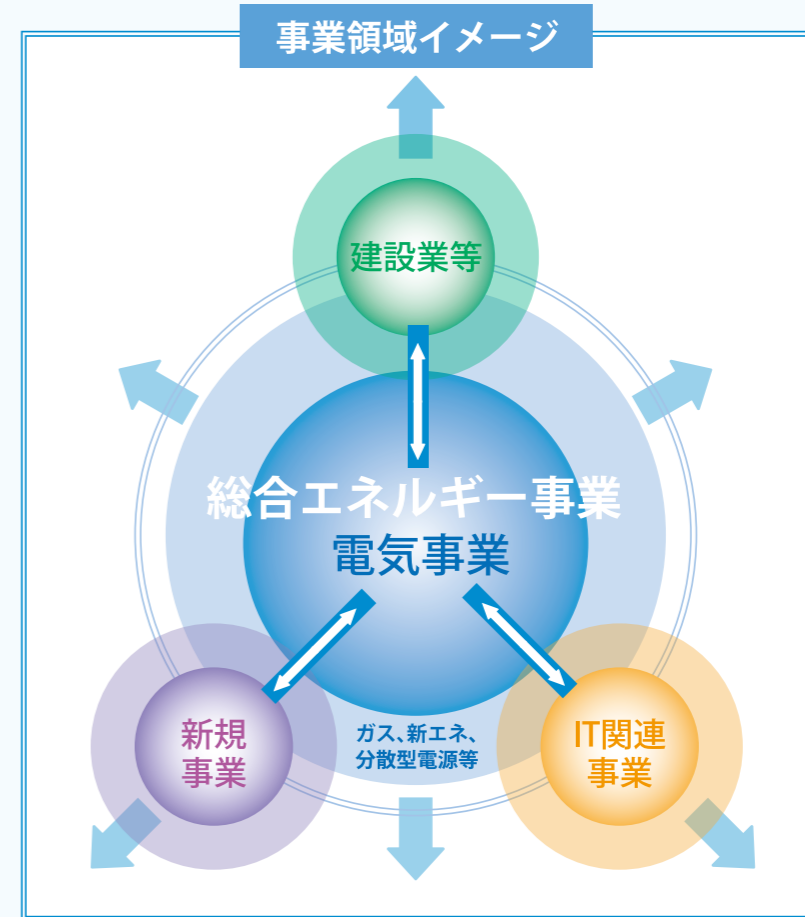 事業領域イメージ
建設業等
総合エネルギー事業
電気事業
ガス、新エネ、
分散型電源等
新規
事業
IT関連
事業